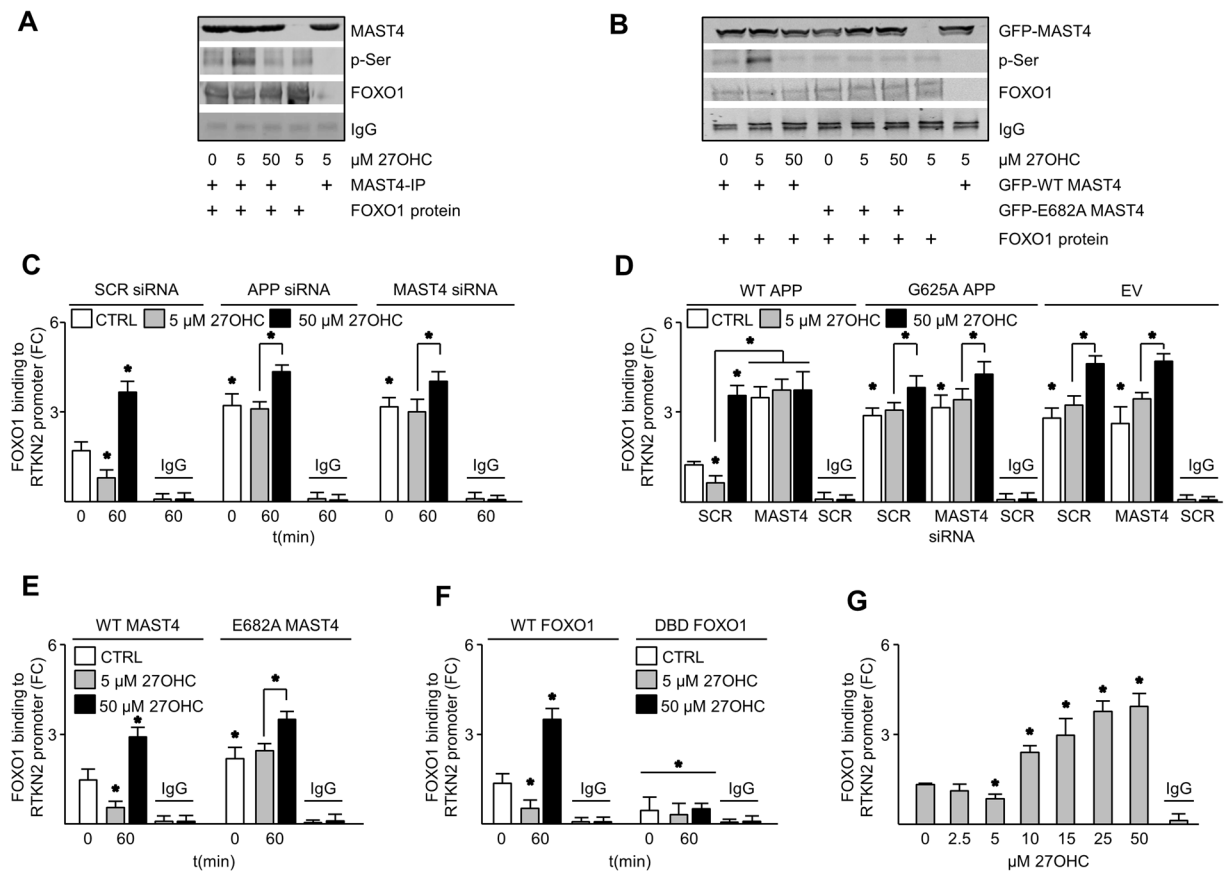 A
MAST4
p-Ser
FOXO1
IgG
0 5 50 5 5 µM 27OHC
+ + + + MAST4-IP
+ + + + FOXO1 protein
B
GFP-MAST4
p-Ser
FOXO1
IgG
0 5 50 0 5 50 5 5 µM 27OHC
+ + + + GFP-WT MAST4
+ + + GFP-E682A MAST4
+ + + + + + + FOXO1 protein
C
SCR siRNA APP siRNA MAST4 siRNA
CTRL 5 µM 27OHC 50 µM 27OHC
FOXO1 binding to
RTKN2 promoter (FC)
6
3
* * * * * * *
IgG IgG IgG
0 60 60 0 60 60 0 60 60
t(min)
D
WT APP G625A APP EV
CTRL 5 µM 27OHC 50 µM 27OHC
FOXO1 binding to
RTKN2 promoter (FC)
6
3
* * * * * * * * * * *
IgG IgG IgG
SCR MAST4 SCR SCR MAST4 SCR SCR MAST4 SCR
siRNA
E
WT MAST4 E682A MAST4
CTRL
5 µM 27OHC
50 µM 27OHC
FOXO1 binding to
RTKN2 promoter (FC)
6
3
* * * *
IgG IgG
0 60 0 60
t(min)
F
WT FOXO1 DBD FOXO1
CTRL
5 µM 27OHC
50 µM 27OHC
FOXO1 binding to
RTKN2 promoter (FC)
6
3
* * *
IgG IgG
0 60 0 60
t(min)
G
FOXO1 binding to
RTKN2 promoter (FC)
6
3
* * * * *
IgG
0 2.5 5 10 15 25 50
µM 27OHC